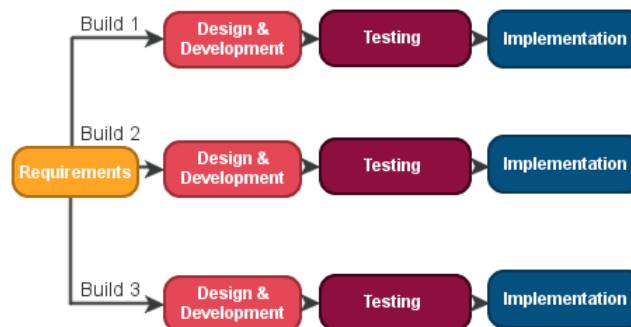 Build 1
Design &
Development
Testing
Implementation
Build 2
Requirements
Design &
Development
Testing
Implementation
Build 3
Design &
Development
Testing
Implementation